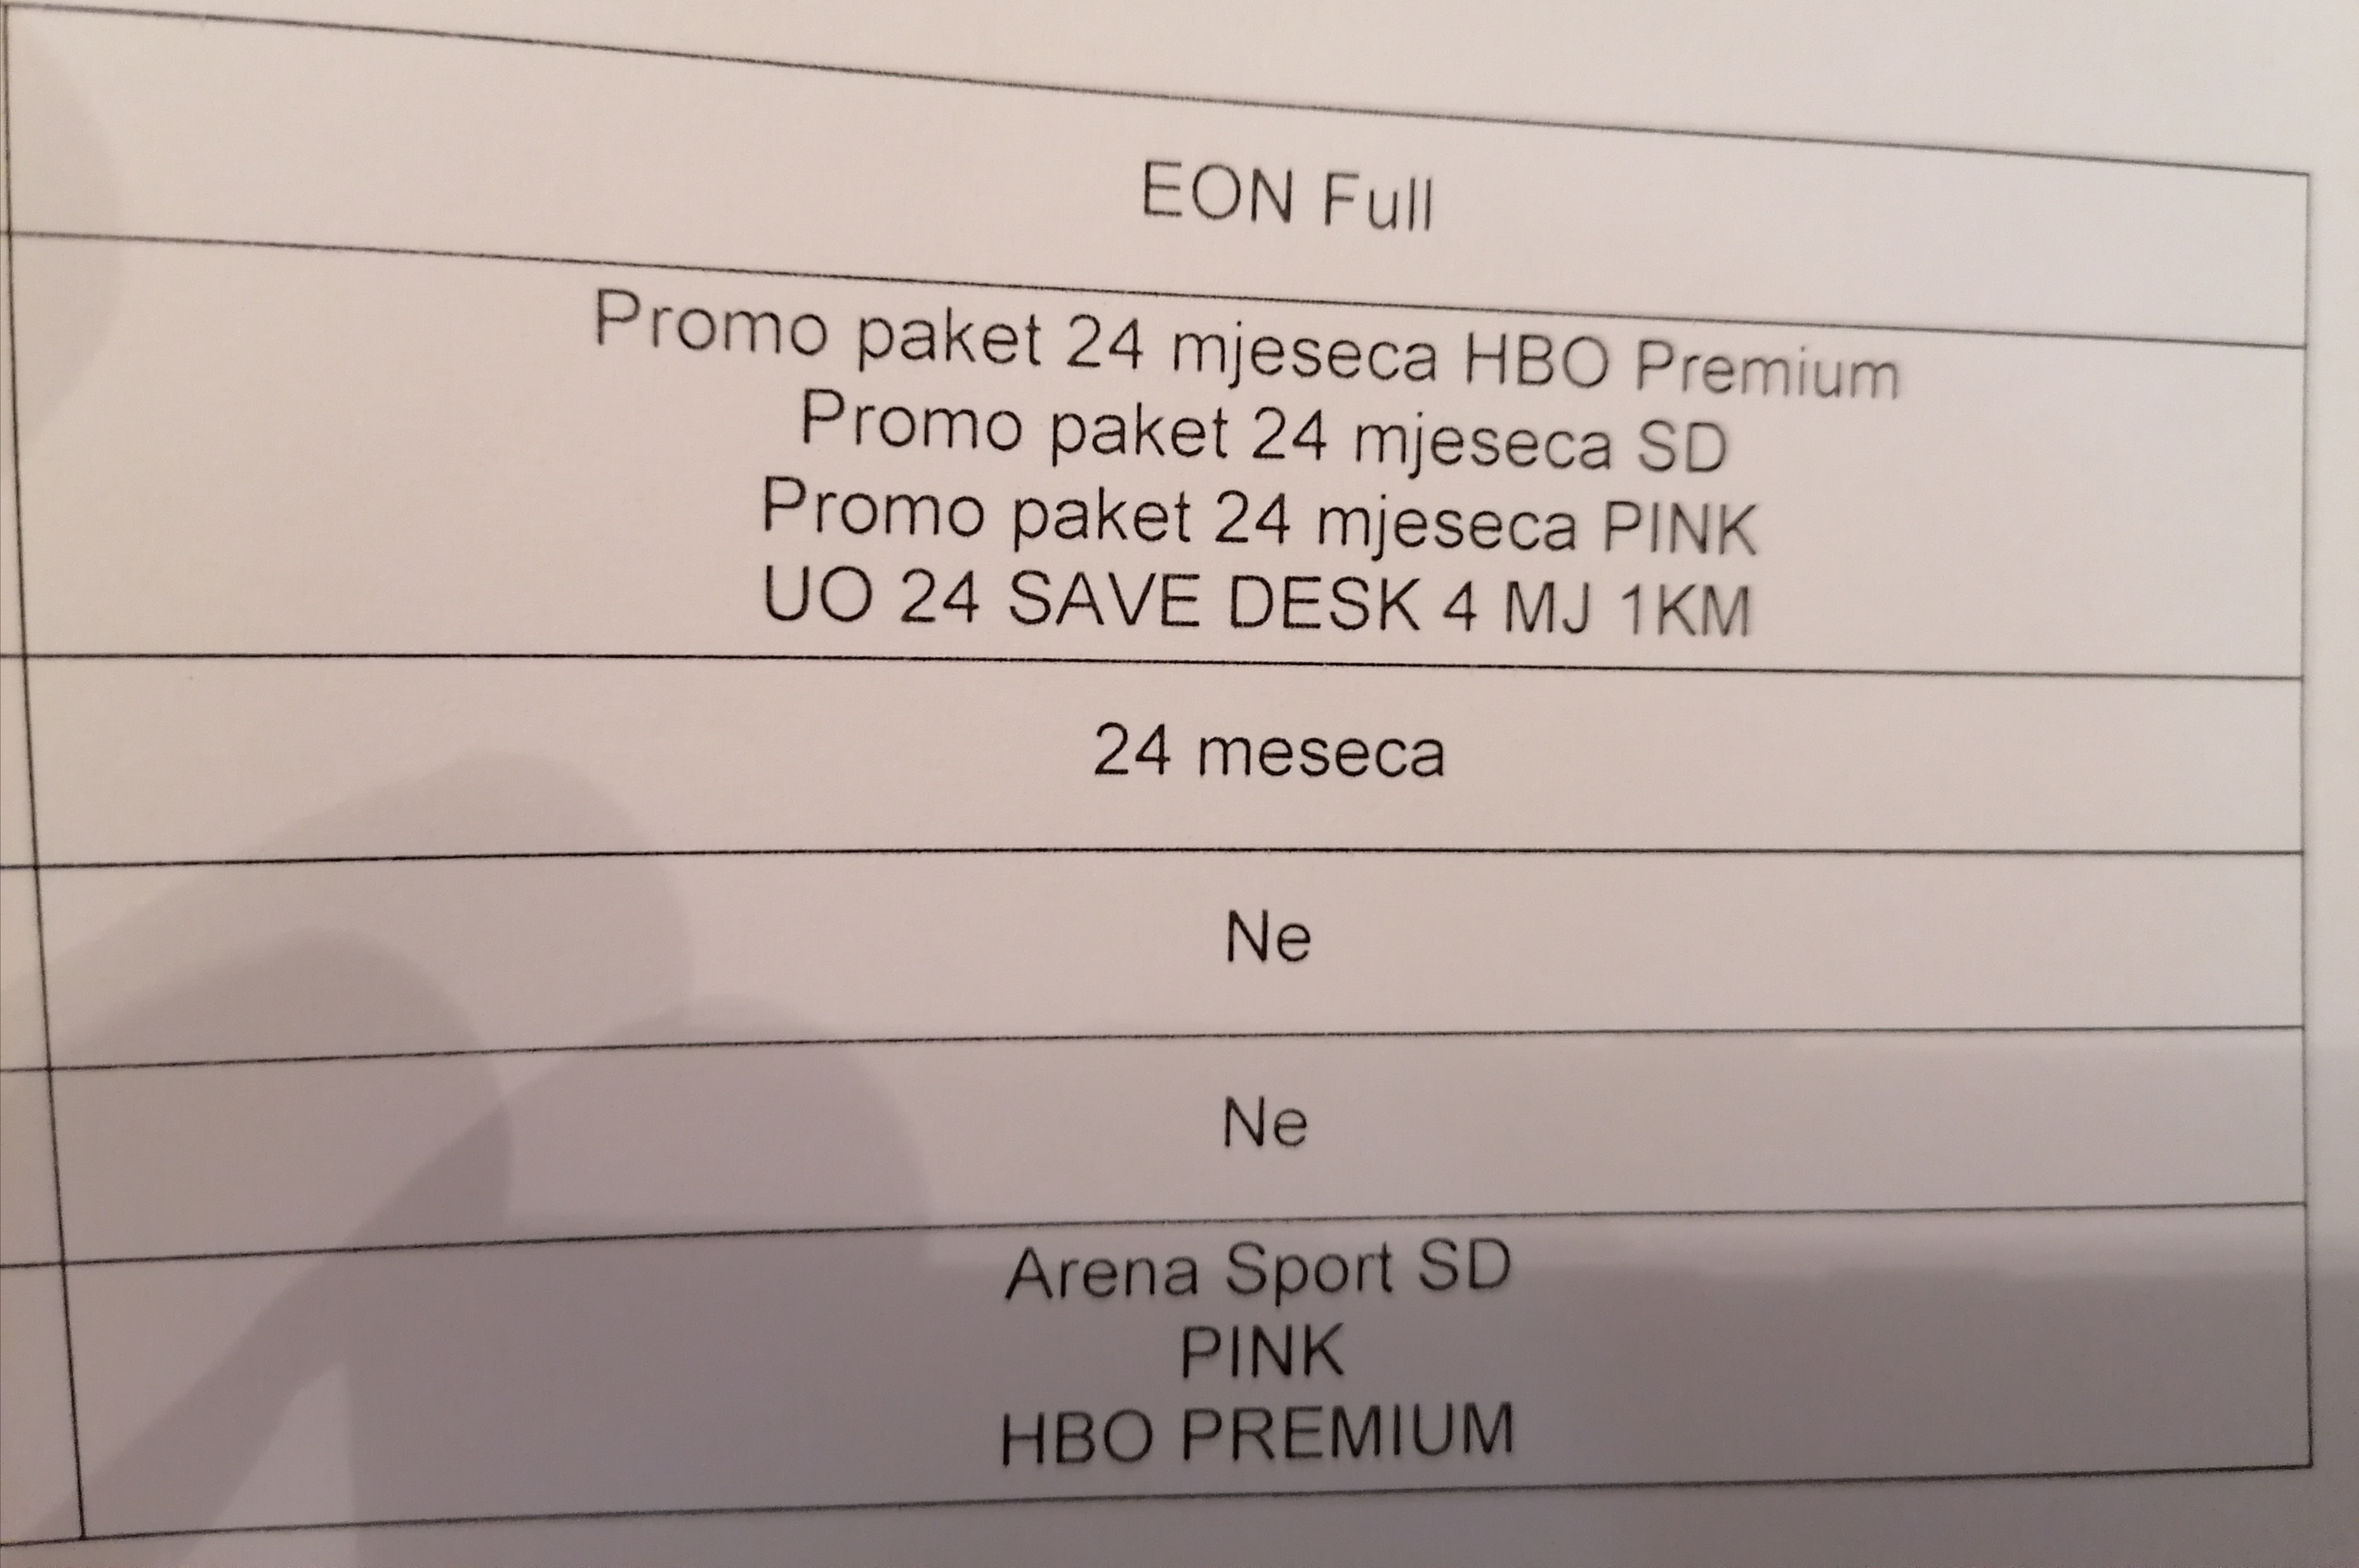 EON Full
Promo paket 24 mjeseca HBO Premium
Promo paket 24 mjeseca SD
Promo paket 24 mjeseca PINK
UO 24 SAVE DESK 4 MJ 1KM
24 meseca
Ne
Ne
Arena Sport SD
PINK
HBO PREMIUM